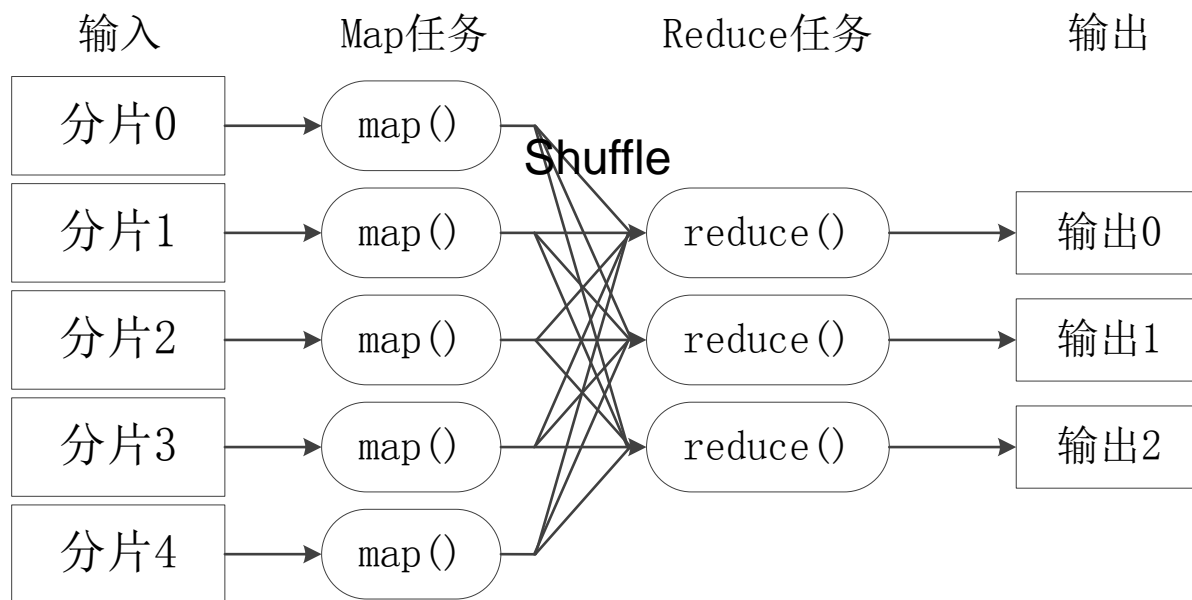 输入 Map任务 Reduce任务 输出
分片0 map()
Shuffle
分片1 map() reduce() 输出0
分片2 map() reduce() 输出1
分片3 map() reduce() 输出2
分片4 map()